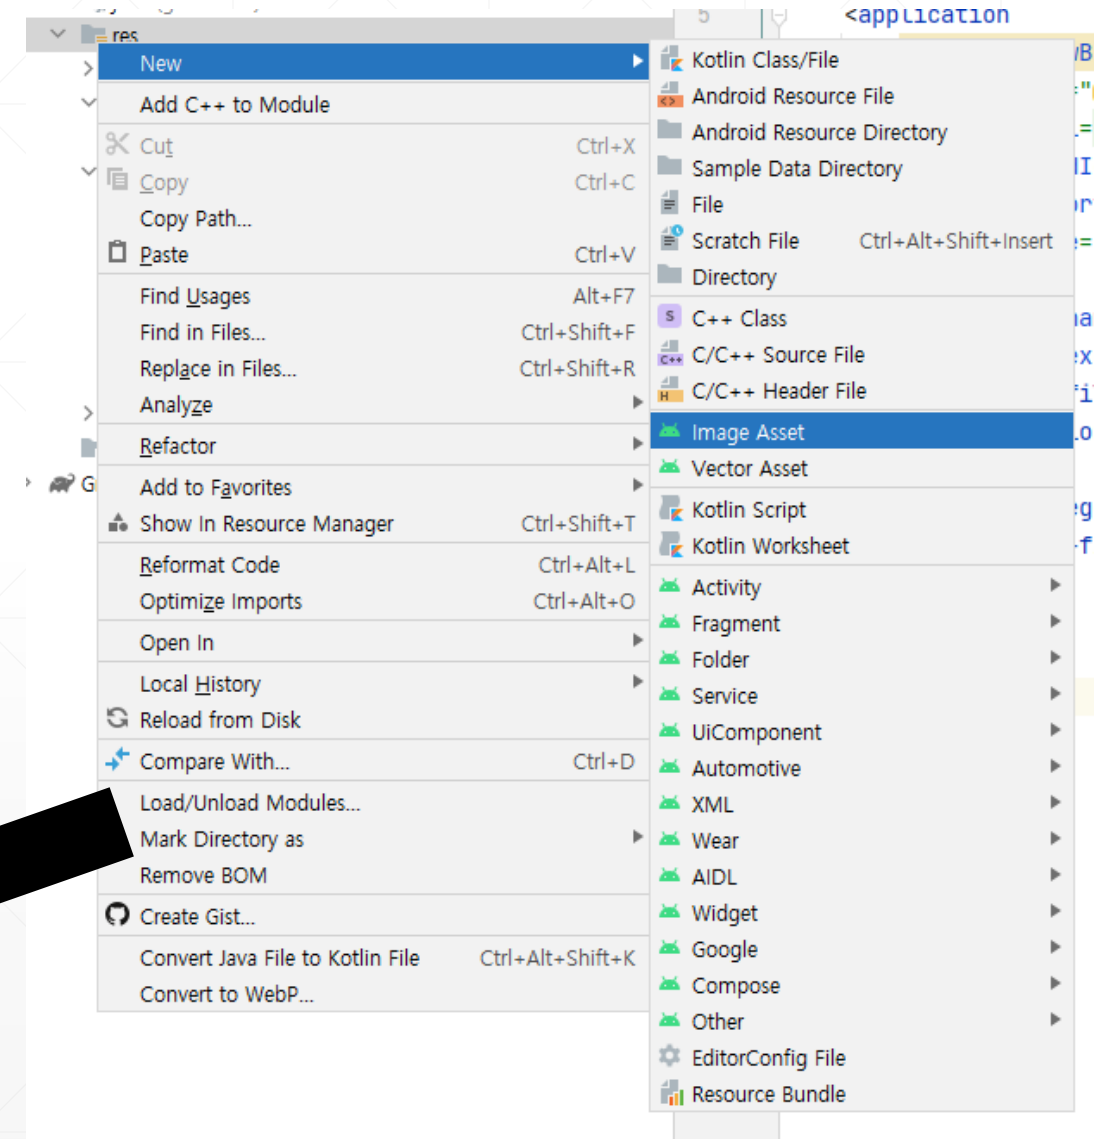 res
New
Add C++ to Module
Cut Ctrl+X
Copy Ctrl+C
Copy Path...
Paste Ctrl+V
Find Usages Alt+F7
Find in Files... Ctrl+Shift+F
Replace in Files... Ctrl+Shift+R
Analyze
Refactor
Add to Favorites
Show In Resource Manager Ctrl+Shift+T
Reformat Code Ctrl+Alt+L
Optimize Imports Ctrl+Alt+O
Open In
Local History
Reload from Disk
Compare With... Ctrl+D
Load/Unload Modules...
Mark Directory as
Remove BOM
Create Gist...
Convert Java File to Kotlin File Ctrl+Alt+Shift+K
Convert to WebP...
5 <application
Kotlin Class/File
Android Resource File
Android Resource Directory
Sample Data Directory
File
Scratch File Ctrl+Alt+Shift+Insert
Directory
C++ Class
C/C++ Source File
C/C++ Header File
Image Asset
Vector Asset
Kotlin Script
Kotlin Worksheet
Activity
Fragment
Folder
Service
UiComponent
Automotive
XML
Wear
AIDL
Widget
Google
Compose
Other
EditorConfig File
Resource Bundle